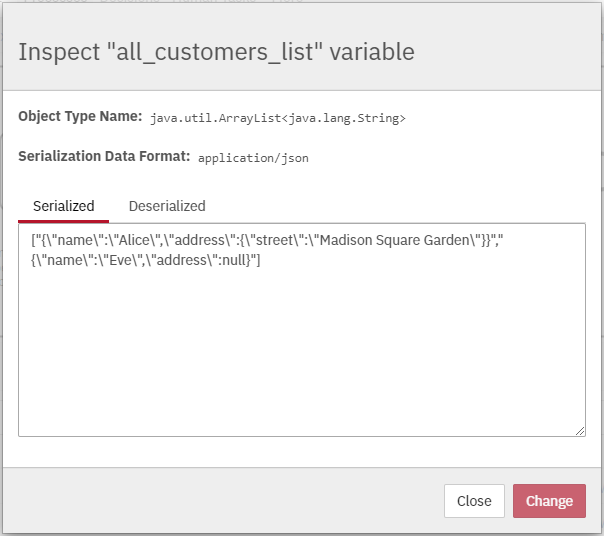 Inspect "all_customers_list" variable
Object Type Name: java.util.ArrayList<java.lang.String>
Serialization Data Format: application/json
Serialized Deserialized
["{\"name\":\"Alice\",\"address\":{\"street\":\"Madison Square Garden\"}}","
{\"name\":\"Eve\",\"address\":null}"]
Close Change